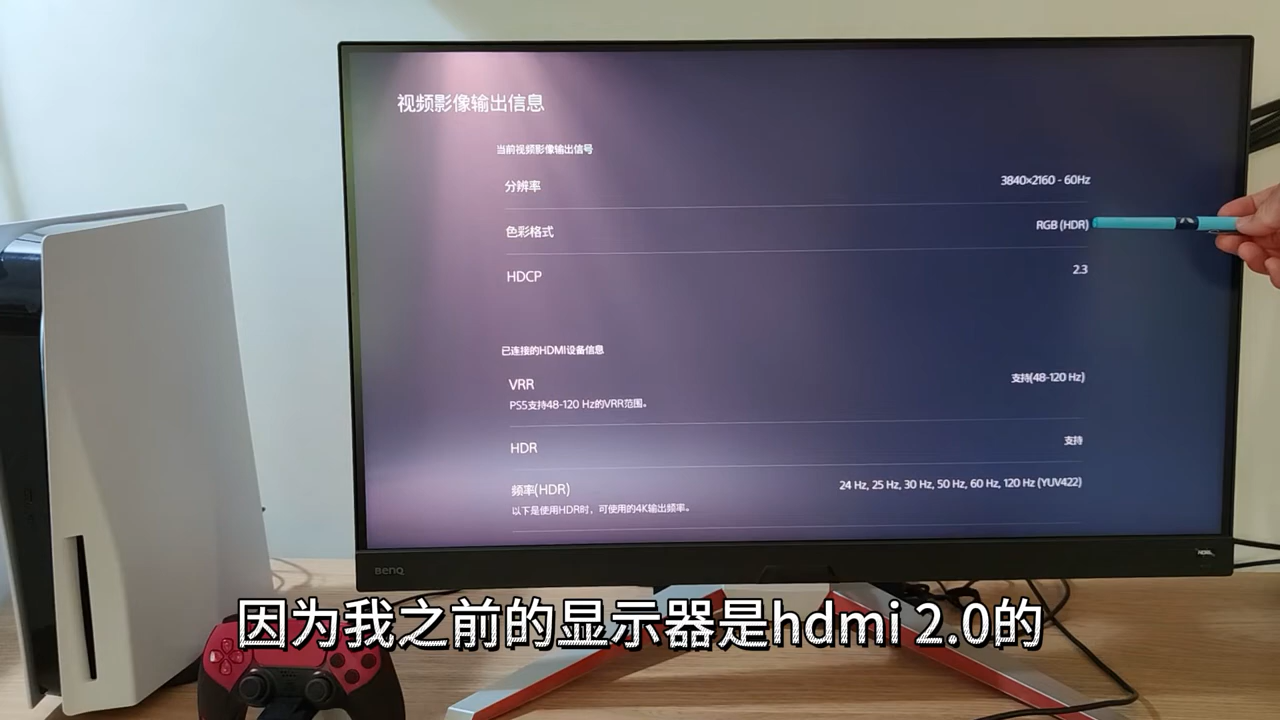 视频影像输出信息
当前视频影像输出信号
分辨率 3840×2160 - 60Hz
色彩格式 RGB (HDR)
HDCP 2.3
已连接的HDMI设备信息
VRR 支持(48-120 Hz)
PS5支持48-120 Hz的VRR范围。
HDR 支持
频率(HDR) 24 Hz, 25 Hz, 30 Hz, 50 Hz, 60 Hz, 120 Hz (YUV422)
以下是使用HDR时，可使用的4K输出频率。
BenQ
因为我之前的显示器是hdmi 2.0的